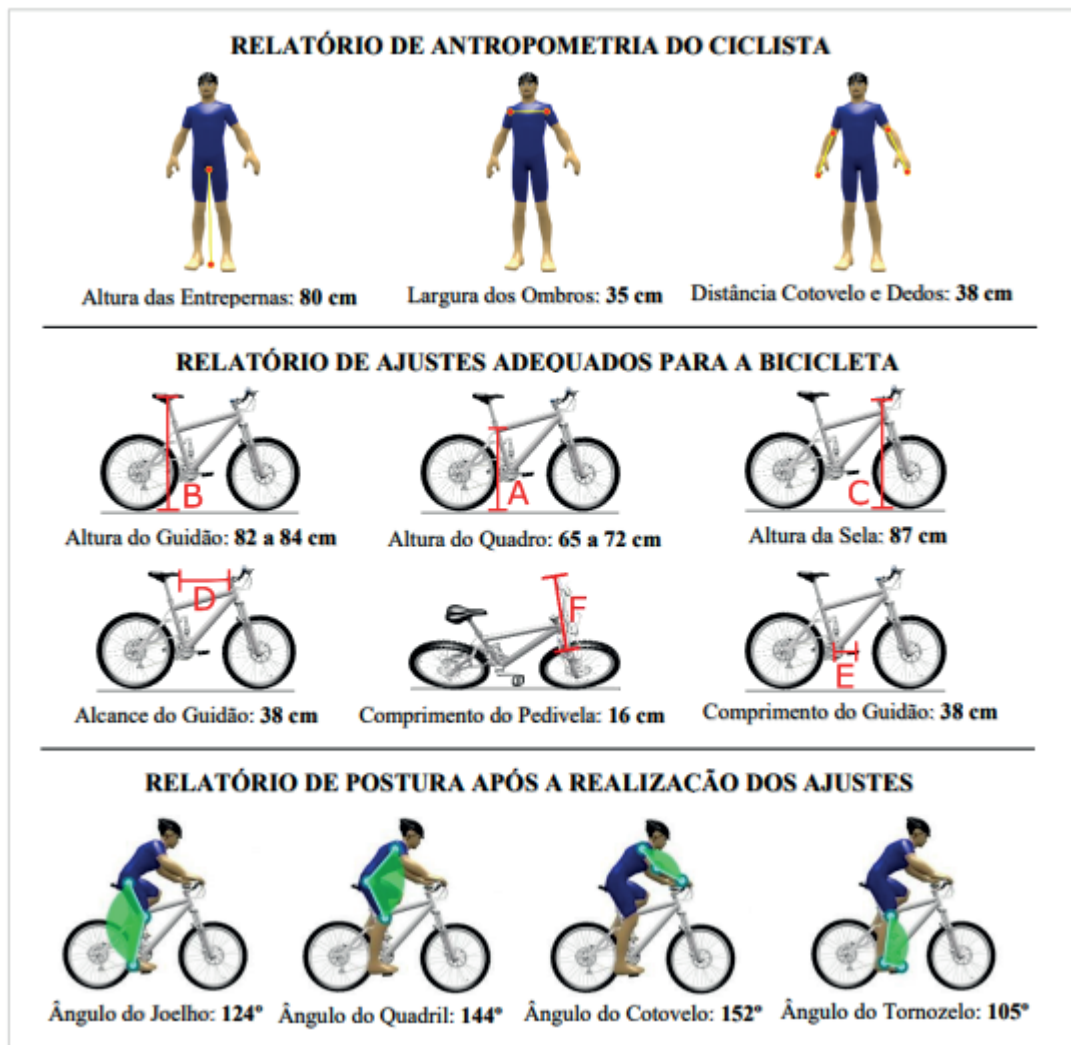 RELATÓRIO DE ANTROPOMETRIA DO CICLISTA
Altura das Entrepernas: 80 cm
Largura dos Ombros: 35 cm
Distância Cotovelo e Dedos: 38 cm
RELATÓRIO DE AJUSTES ADEQUADOS PARA A BICICLETA
B
A
C
Altura do Guidão: 82 a 84 cm
Altura do Quadro: 65 a 72 cm
Altura da Sela: 87 cm
D
F
E
Alcance do Guidão: 38 cm
Comprimento do Pedivela: 16 cm
Comprimento do Guidão: 38 cm
RELATÓRIO DE POSTURA APÓS A REALIZAÇÃO DOS AJUSTES
Ângulo do Joelho: 124º
Ângulo do Quadril: 144º
Ângulo do Cotovelo: 152º
Ângulo do Tornozelo: 105º